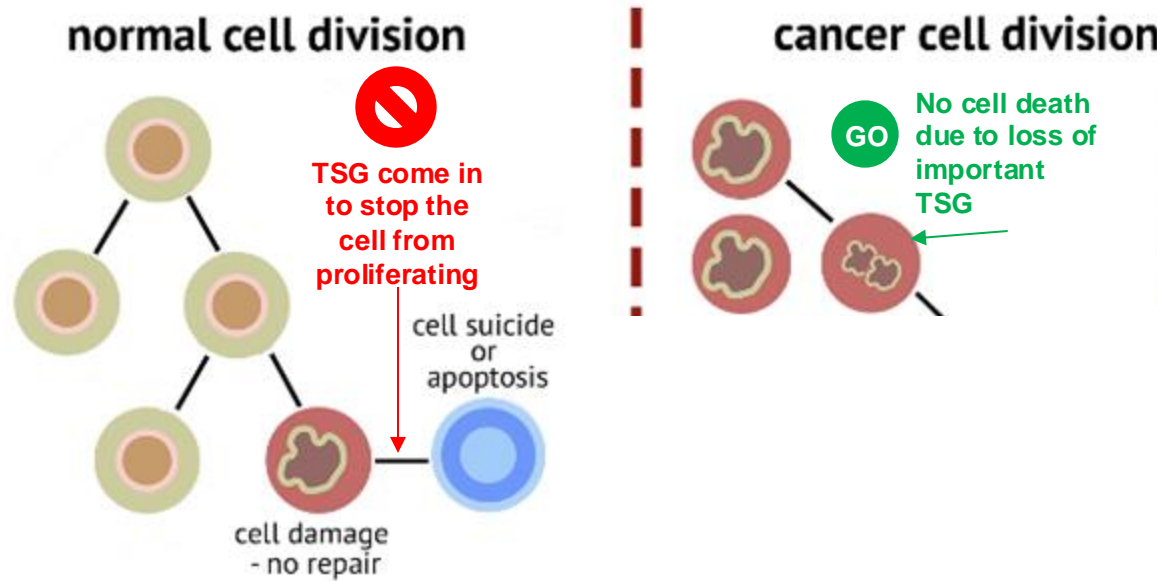 normal cell division
TSG come in
to stop the
cell from
proliferating
cell suicide
or
apoptosis
cell damage
- no repair
cancer cell division
GO
No cell death
due to loss of
important
TSG